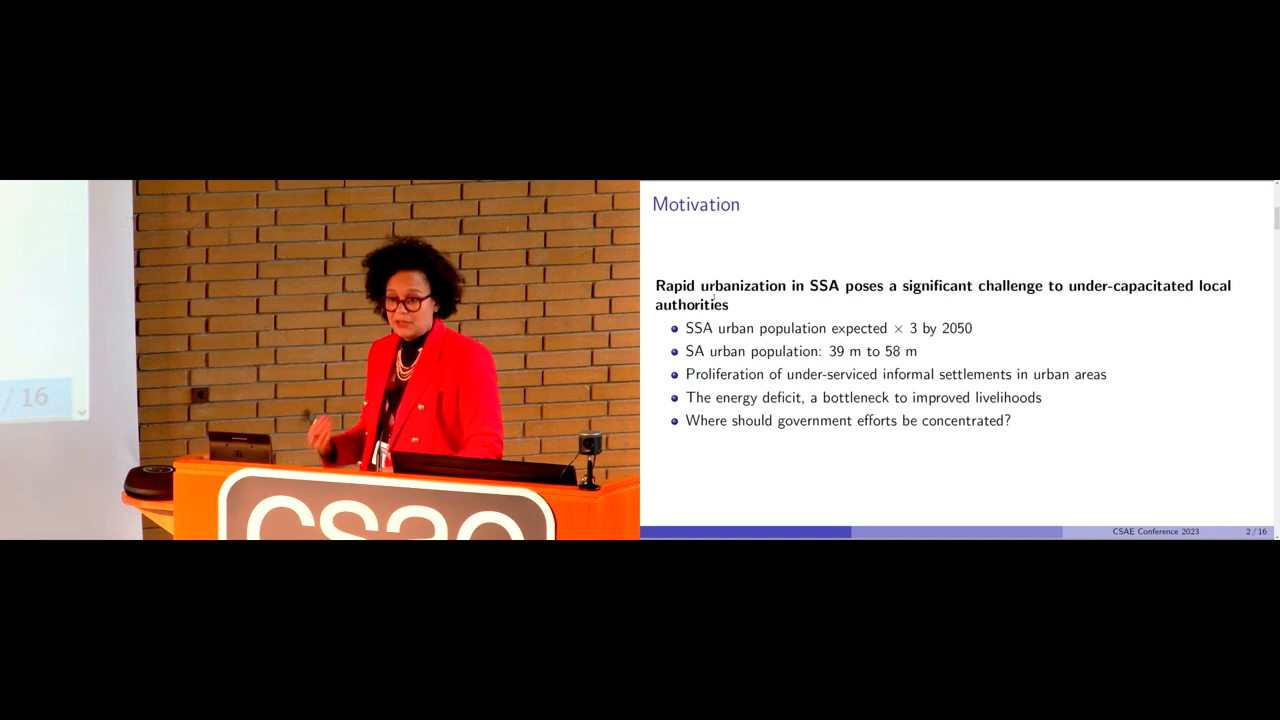 / 16
csae
Motivation
Rapid urbanization in SSA poses a significant challenge to under-capacitated local
authorities
SSA urban population expected × 3 by 2050
SA urban population: 39 m to 58 m
Proliferation of under-serviced informal settlements in urban areas
The energy deficit, a bottleneck to improved livelihoods
Where should government efforts be concentrated?
CSAE Conference 2023
2 / 16